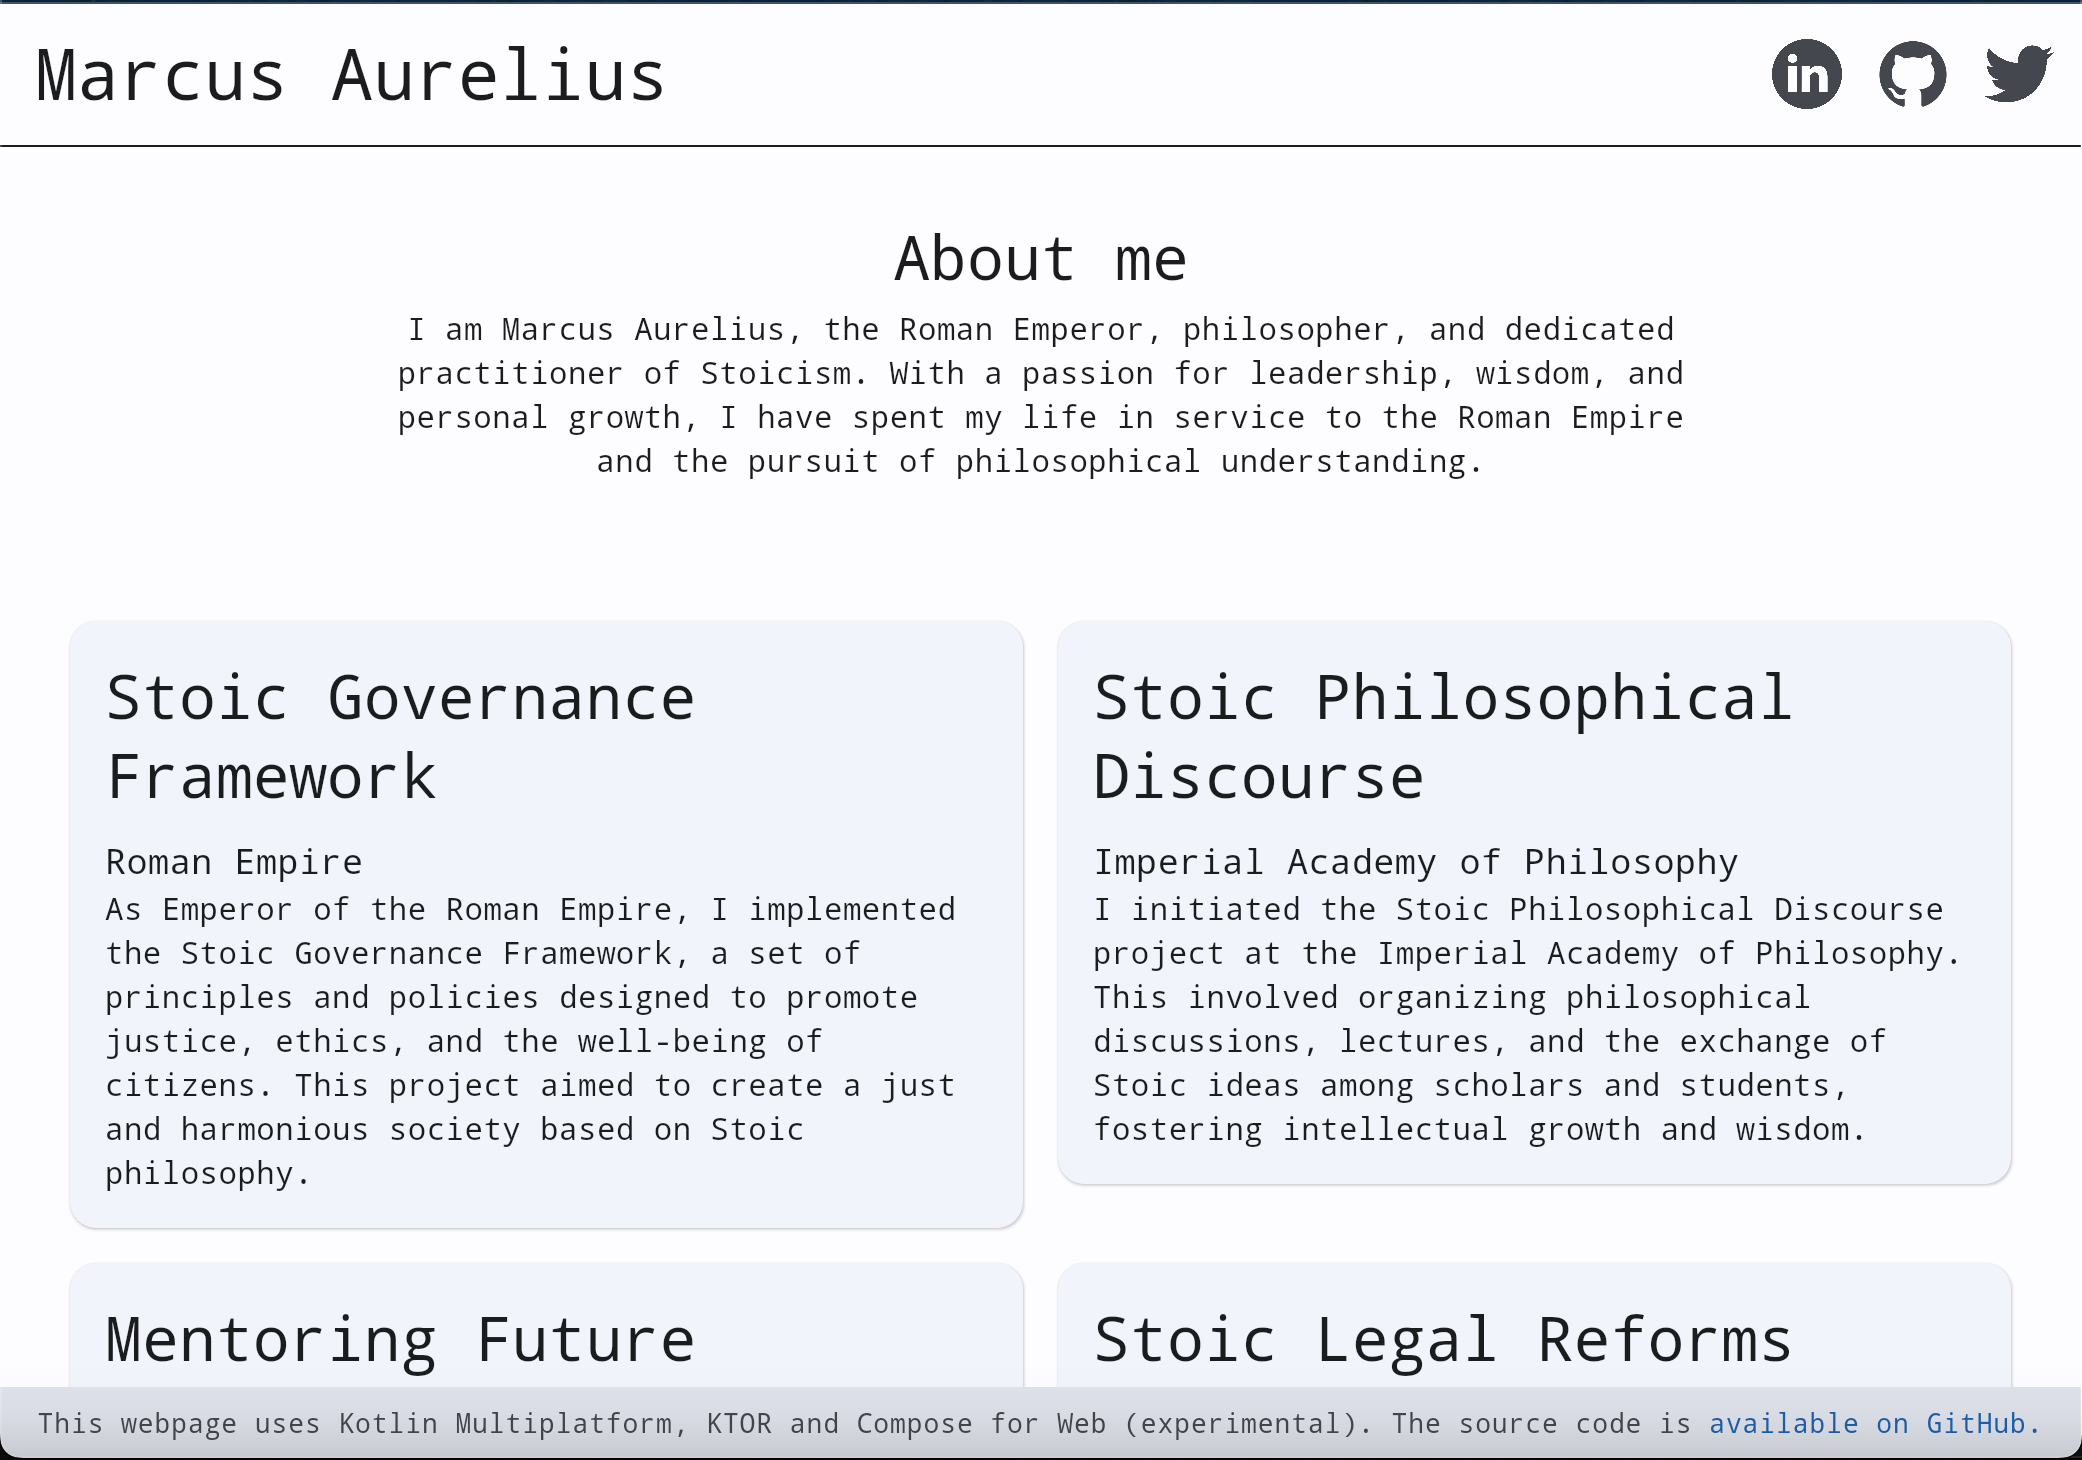 Marcus Aurelius
in
About me
I am Marcus Aurelius, the Roman Emperor, philosopher, and dedicated
practitioner of Stoicism. With a passion for leadership, wisdom, and
personal growth, I have spent my life in service to the Roman Empire
and the pursuit of philosophical understanding.
Stoic Governance
Framework
Roman Empire
As Emperor of the Roman Empire, I implemented
the Stoic Governance Framework, a set of
principles and policies designed to promote
justice, ethics, and the well-being of
citizens. This project aimed to create a just
and harmonious society based on Stoic
philosophy.
Stoic Philosophical
Discourse
Imperial Academy of Philosophy
I initiated the Stoic Philosophical Discourse
project at the Imperial Academy of Philosophy.
This involved organizing philosophical
discussions, lectures, and the exchange of
Stoic ideas among scholars and students,
fostering intellectual growth and wisdom.
Mentoring Future
Stoic Legal Reforms
This webpage uses Kotlin Multiplatform, KTOR and Compose for Web (experimental). The source code is available on GitHub.